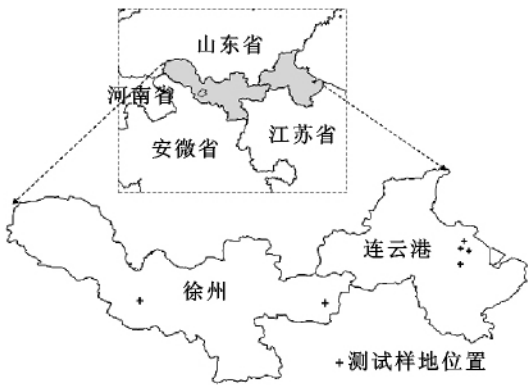 山东省
河南省
安微省
江苏省
连云港
徐州
+测试样地位置